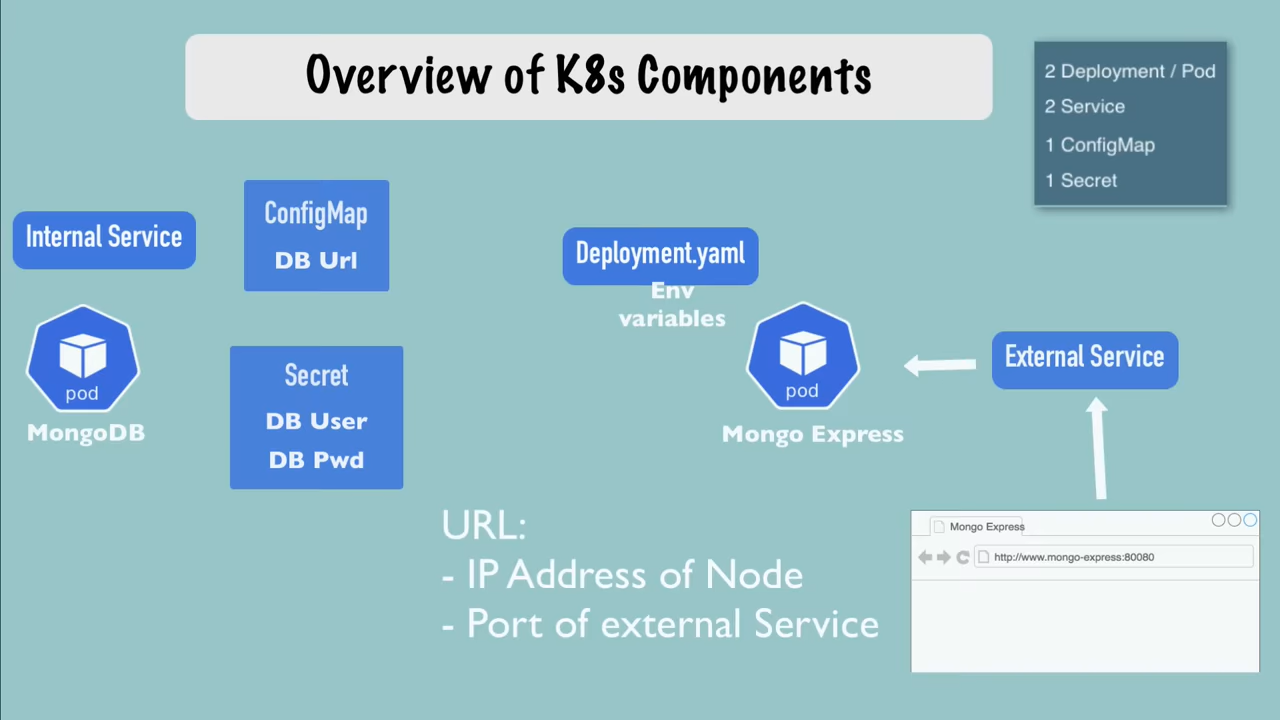 Overview of K8s Components
2 Deployment / Pod
2 Service
1 ConfigMap
1 Secret
Internal Service
pod
MongoDB
ConfigMap
DB Url
Secret
DB User
DB Pwd
Deployment.yaml
Env
variables
pod
Mongo Express
External Service
URL:
- IP Address of Node
- Port of external Service
Mongo Express
http://www.mongo-express:80080